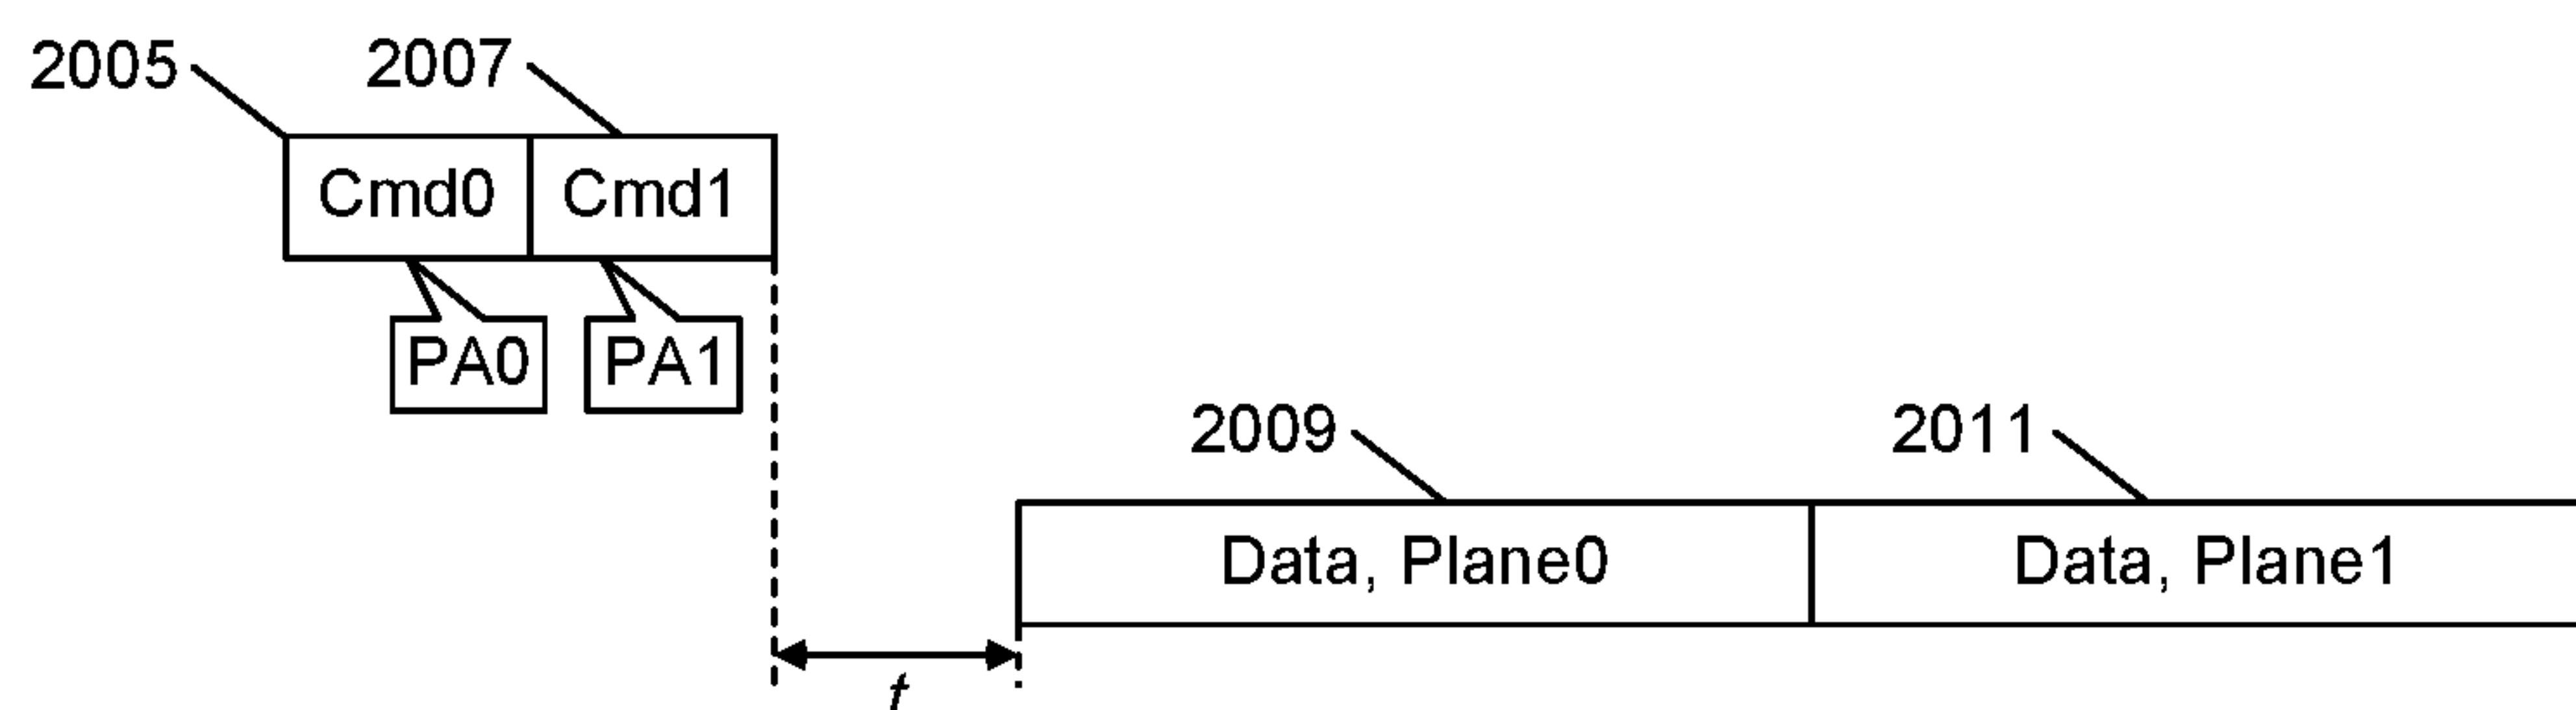 2005 2007
Cmd0 Cmd1
PA0 PA1
2009 2011
Data, Plane0 Data, Plane1